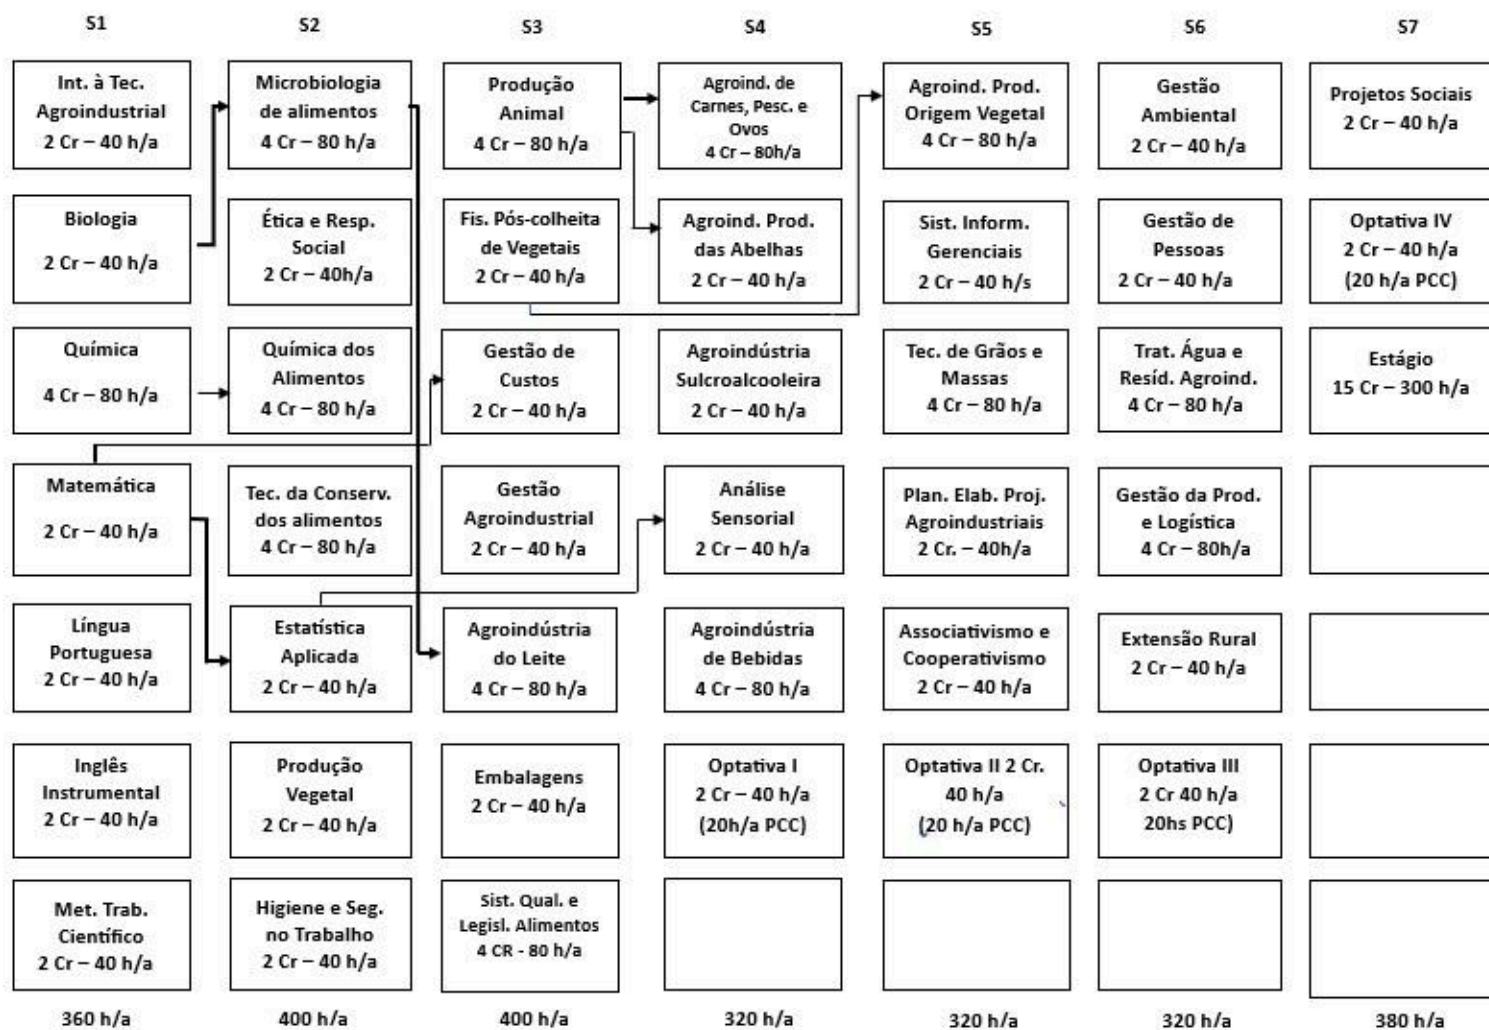 S1
S2
S3
S4
S5
S6
S7
Int. à Tec.
Agroindustrial
2 Cr – 40 h/a
Microbiologia
de alimentos
4 Cr – 80 h/a
Produção
Animal
4 Cr – 80 h/a
Agroind. de
Carnes, Pesc. e
Ovos
4 Cr – 80h/a
Agroind. Prod.
Origem Vegetal
4 Cr – 80 h/a
Gestão
Ambiental
2 Cr – 40 h/a
Projetos Sociais
2 Cr – 40 h/a
Biologia
2 Cr – 40 h/a
Ética e Resp.
Social
2 Cr – 40h/a
Fis. Pós-colheita
de Vegetais
2 Cr – 40 h/a
Agroind. Prod.
das Abelhas
2 Cr – 40 h/a
Sist. Inform.
Gerenciais
2 Cr – 40 h/s
Gestão de
Pessoas
2 Cr – 40 h/a
Optativa IV
2 Cr – 40 h/a
(20 h/a PCC)
Química
4 Cr – 80 h/a
Química dos
Alimentos
4 Cr – 80 h/a
Gestão de
Custos
2 Cr – 40 h/a
Agroindústria
Sulcroalcooleira
2 Cr – 40 h/a
Tec. de Grãos e
Massas
4 Cr – 80 h/a
Trat. Água e
Resíd. Agroind.
4 Cr – 80 h/a
Estágio
15 Cr – 300 h/a
Matemática
2 Cr – 40 h/a
Tec. da Conserv.
dos alimentos
4 Cr – 80 h/a
Gestão
Agroindustrial
2 Cr – 40 h/a
Análise
Sensorial
2 Cr – 40 h/a
Plan. Elab. Proj.
Agroindustriais
2 Cr. – 40h/a
Gestão da Prod.
e Logística
4 Cr – 80h/a
Língua
Portuguesa
2 Cr – 40 h/a
Estatística
Aplicada
2 Cr – 40 h/a
Agroindústria
do Leite
4 Cr – 80 h/a
Agroindústria
de Bebidas
4 Cr – 80 h/a
Associativismo e
Cooperativismo
2 Cr – 40 h/a
Extensão Rural
2 Cr – 40 h/a
Inglês
Instrumental
2 Cr – 40 h/a
Produção
Vegetal
2 Cr – 40 h/a
Embalagens
2 Cr – 40 h/a
Optativa I
2 Cr – 40 h/a
(20h/a PCC)
Optativa II 2 Cr.
40 h/a
(20 h/a PCC)
Optativa III
2 Cr 40 h/a
20hs PCC)
Met. Trab.
Científico
2 Cr – 40 h/a
Higiene e Seg.
no Trabalho
2 Cr – 40 h/a
Sist. Qual. e
Legisl. Alimentos
4 CR - 80 h/a
360 h/a
400 h/a
400 h/a
320 h/a
320 h/a
320 h/a
380 h/a